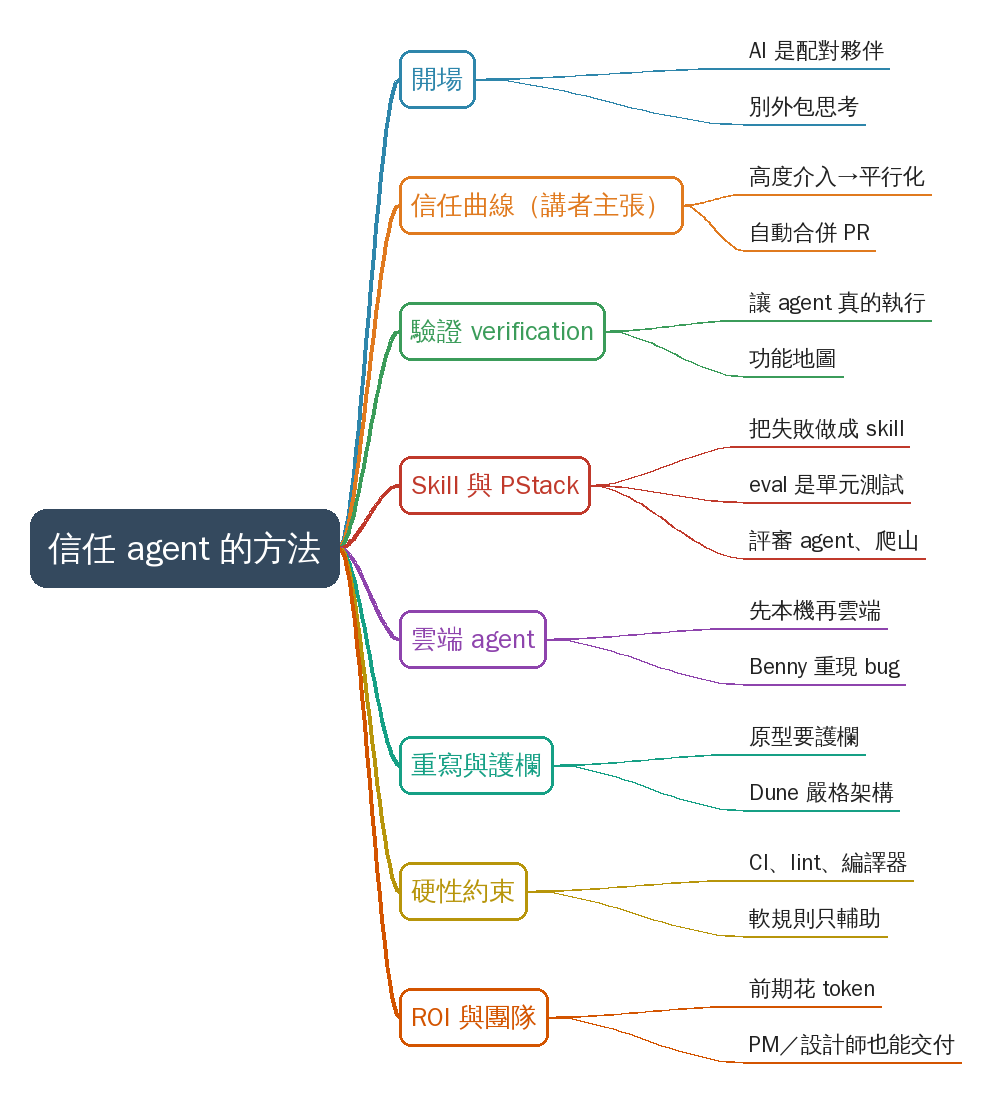 信任 agent 的方法
開場
AI 是配對夥伴
別外包思考
信任曲線（講者主張）
高度介入→平行化
自動合併 PR
驗證 verification
讓 agent 真的執行
功能地圖
Skill 與 PStack
把失敗做成 skill
eval 是單元測試
評審 agent、爬山
雲端 agent
先本機再雲端
Benny 重現 bug
重寫與護欄
原型要護欄
Dune 嚴格架構
硬性約束
CI、lint、編譯器
軟規則只輔助
ROI 與團隊
前期花 token
PM／設計師也能交付